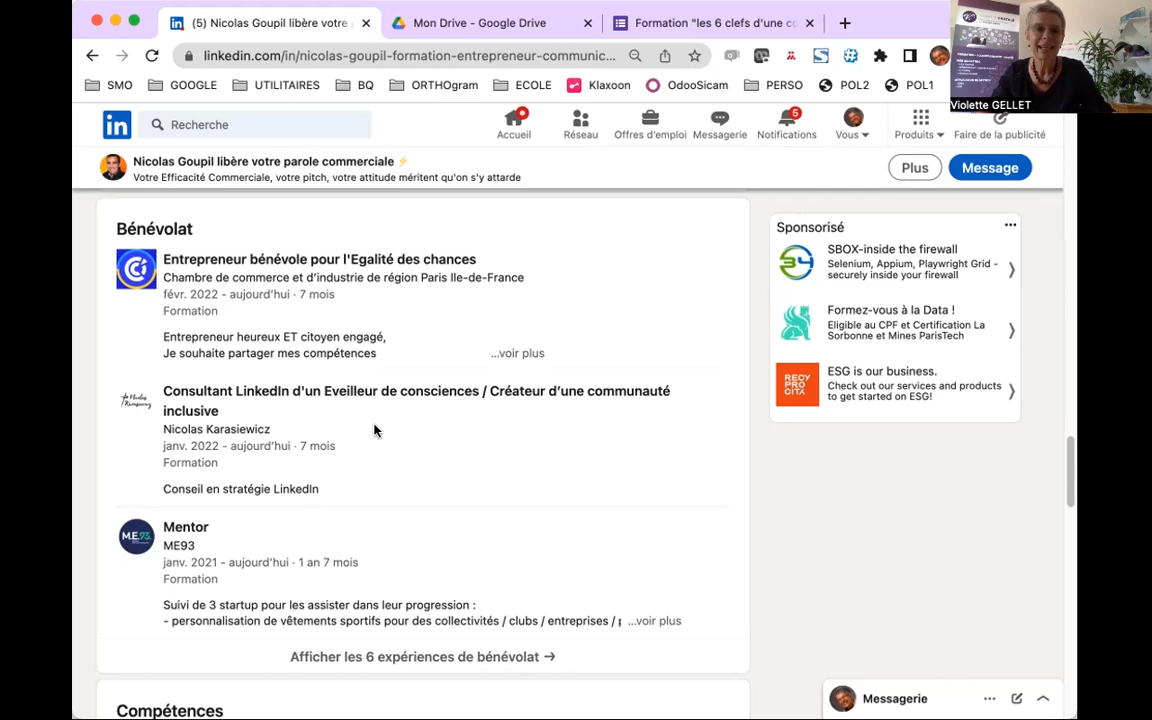 (5) Nicolas Goupil libère votre
Mon Drive - Google Drive
Formation "les 6 clefs d'une co
linkedin.com/in/nicolas-goupil-formation-entrepreneur-communic...
SMO
GOOGLE
UTILITAIRES
BQ
ORTHOgram
ECOLE
Klaxoon
OdooSicam
PERSO
POL2
POL1
Violette GELLET
Recherche
Accueil
Réseau
Offres d'emploi
Messagerie
5
Notifications
Vous
Produits
Faire de la publicité
Nicolas Goupil libère votre parole commerciale ⚡
Votre Efficacité Commerciale, votre pitch, votre attitude méritent qu'on s'y attarde
Plus
Message
Bénévolat
Entrepreneur bénévole pour l'Egalité des chances
Chambre de commerce et d'industrie de région Paris Ile-de-France
févr. 2022 - aujourd'hui · 7 mois
Formation
Entrepreneur heureux ET citoyen engagé,
Je souhaite partager mes compétences
...voir plus
Consultant LinkedIn d'un Eveilleur de consciences / Créateur d'une communauté
inclusive
Nicolas Karasiewicz
janv. 2022 - aujourd'hui · 7 mois
Formation
Conseil en stratégie LinkedIn
M.E.93.
Mentor
ME93
janv. 2021 - aujourd'hui · 1 an 7 mois
Formation
Suivi de 3 startup pour les assister dans leur progression :
- personnalisation de vêtements sportifs pour des collectivités / clubs / entreprises /
...voir plus
Afficher les 6 expériences de bénévolat →
Compétences
Sponsorisé
SBOX-inside the firewall
Selenium, Appium, Playwright Grid -
securely inside your firewall
Formez-vous à la Data !
Eligible au CPF et Certification La
Sorbonne et Mines ParisTech
RECY
PRO
CITA
ESG is our business.
Check out our services and products
to get started on ESG!
Messagerie